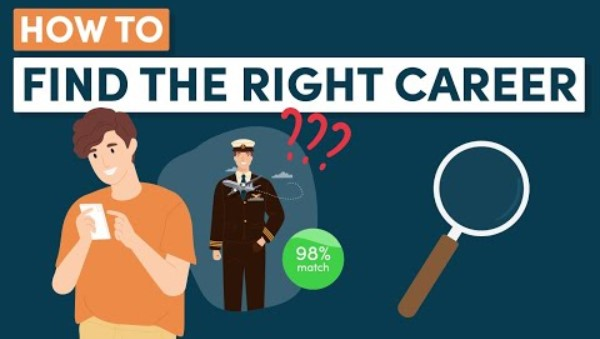 HOW TO
FIND THE RIGHT CAREER
???
98%
match